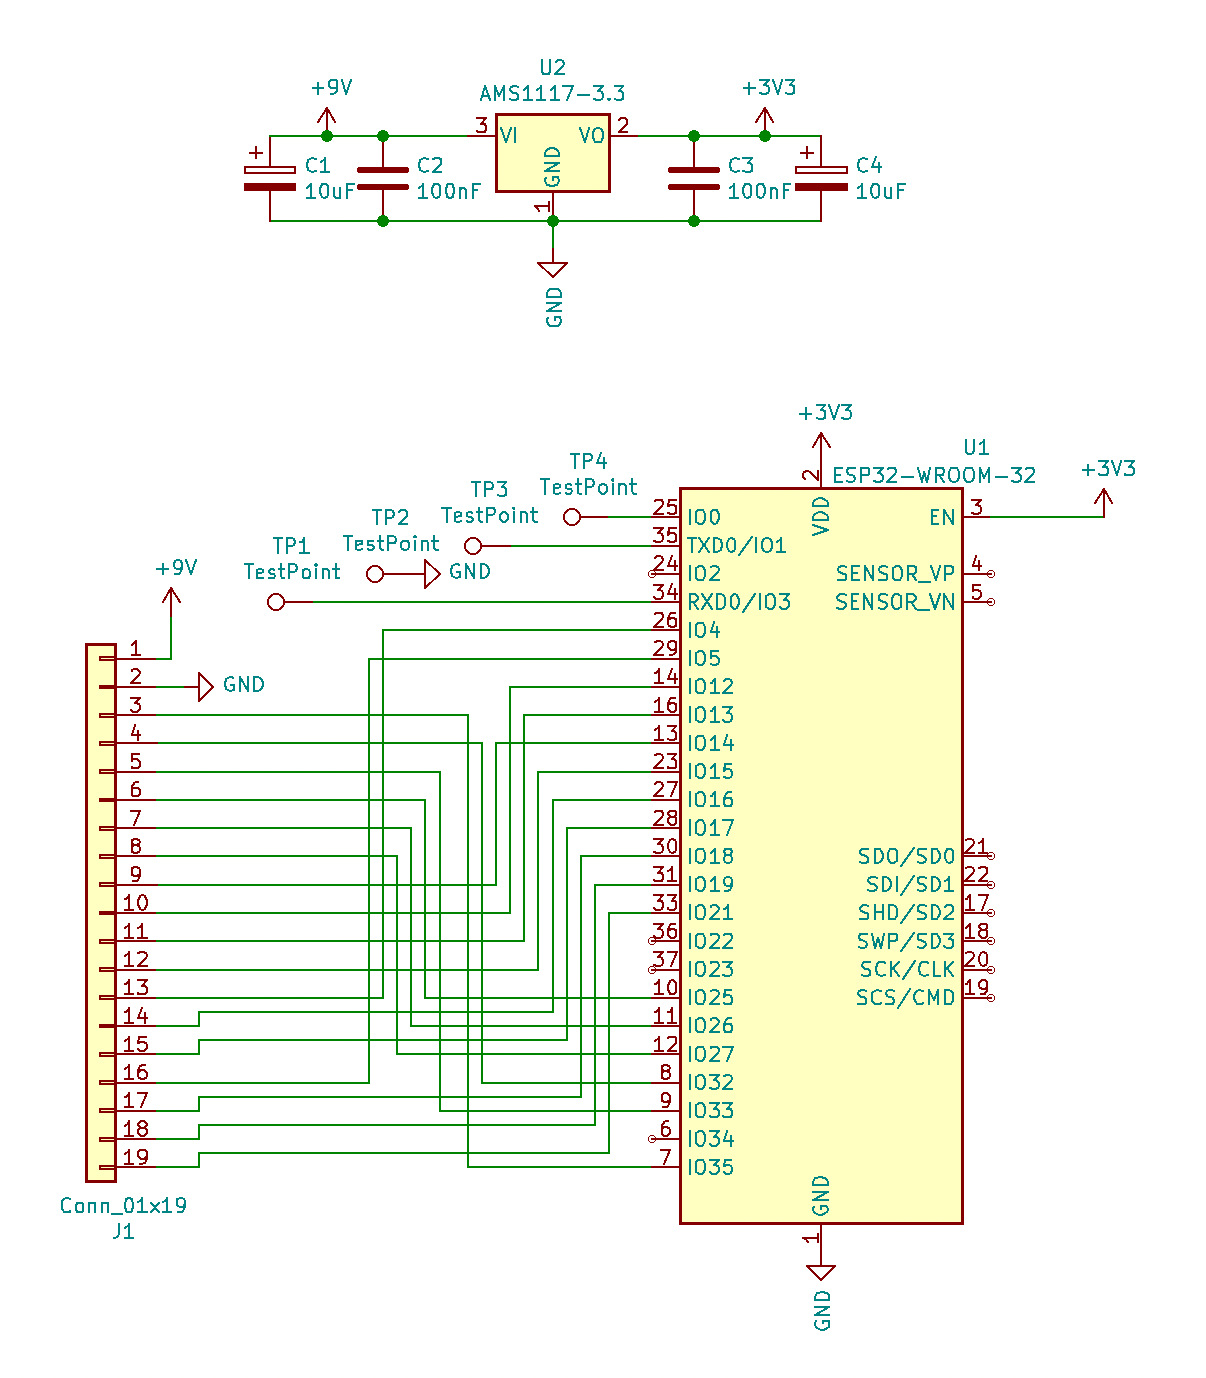 U2
AMS1117-3.3
+9V
+3V3
3
VI
VO
2
GND
1
+
C1
10uF
C2
100nF
C3
100nF
+
C4
10uF
GND
+3V3
U1
ESP32-WROOM-32
+3V3
2
VDD
TP4
TestPoint
TP3
TestPoint
TP2
TestPoint
TP1
TestPoint
GND
+9V
GND
25 IO0
35 TXD0/IO1
24 IO2
34 RXD0/IO3
26 IO4
29 IO5
14 IO12
16 IO13
13 IO14
23 IO15
27 IO16
28 IO17
30 IO18
31 IO19
33 IO21
36 IO22
37 IO23
10 IO25
11 IO26
12 IO27
8 IO32
9 IO33
6 IO34
7 IO35
EN 3
SENSOR_VP 4
SENSOR_VN 5
SDO/SD0 21
SDI/SD1 22
SHD/SD2 17
SWP/SD3 18
SCK/CLK 20
SCS/CMD 19
GND
1
GND
1
2
3
4
5
6
7
8
9
10
11
12
13
14
15
16
17
18
19
Conn_01x19
J1